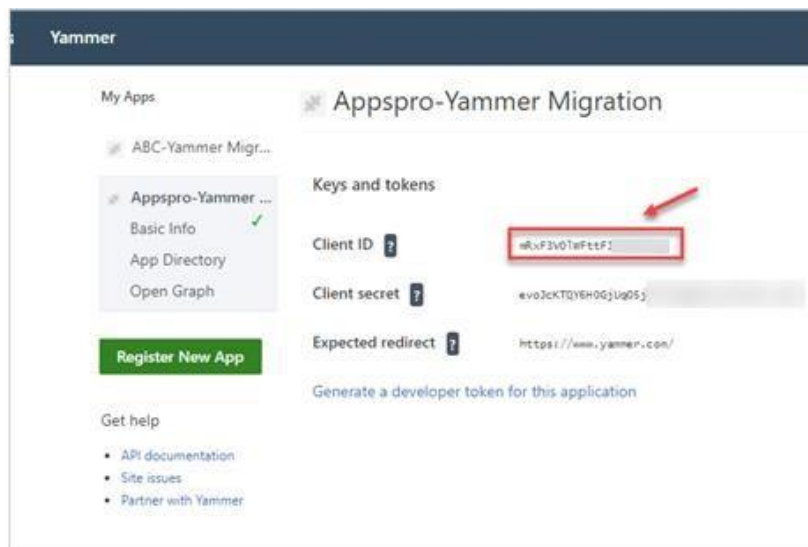 Yammer
My Apps
ABC-Yammer Migr...
Appspro-Yammer ...
Basic Info
App Directory
Open Graph
Register New App
Get help
API documentation
Site issues
Partner with Yammer
Appspro-Yammer Migration
Keys and tokens
Client ID ?
Client secret ?
Expected redirect ? https://www.yammer.com/
Generate a developer token for this application